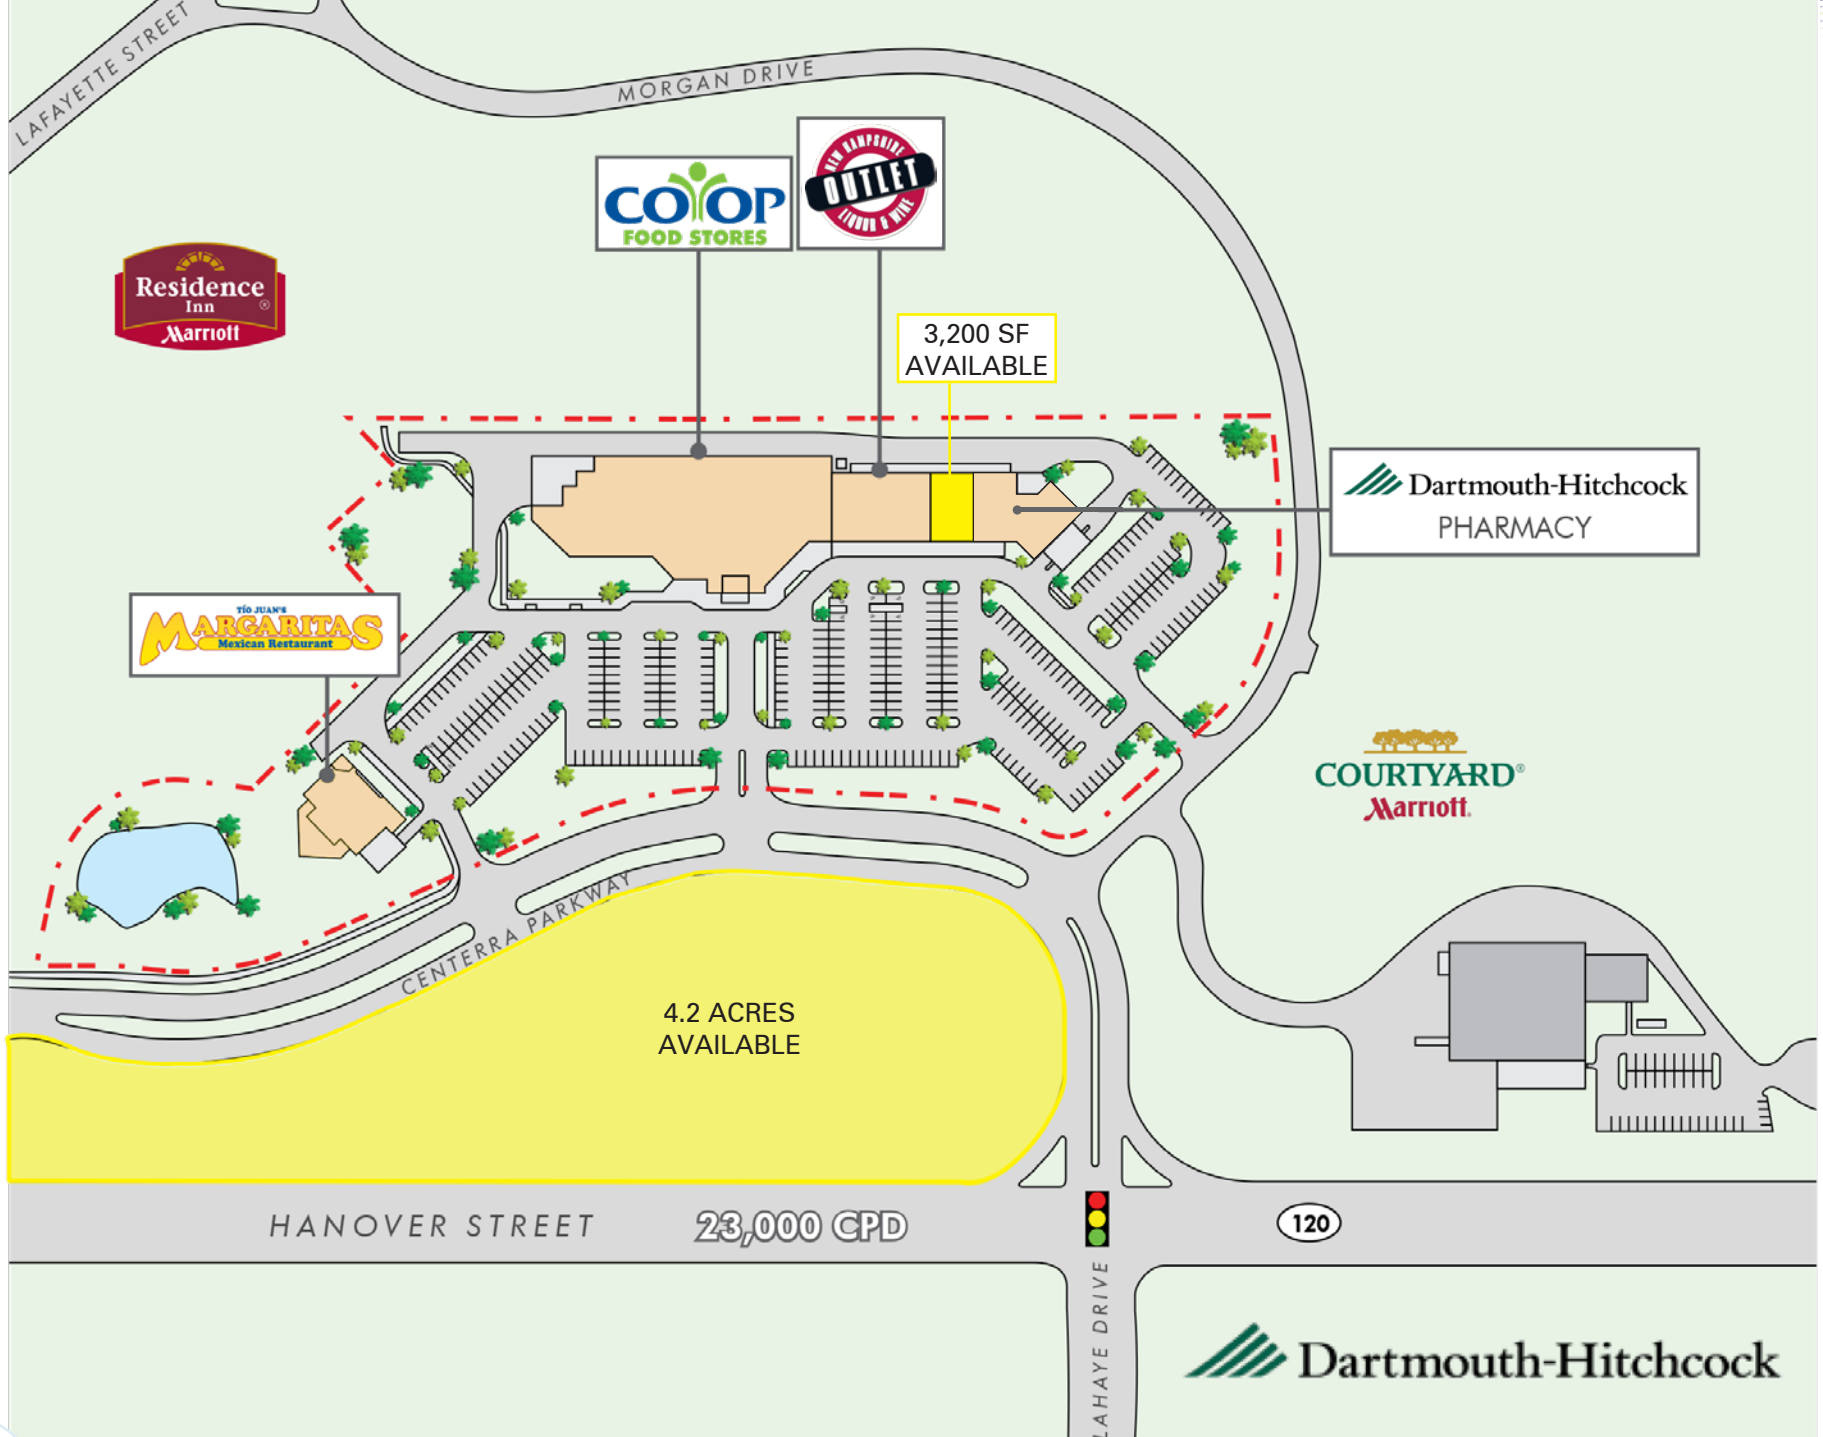 LAFAYETTE STREET
MORGAN DRIVE
CO-OP
FOOD STORES
NEW HAMPSHIRE
OUTLET
LIQUOR & WINE
Residence
Inn
®
Marriott
3,200 SF
AVAILABLE
Dartmouth-Hitchcock
PHARMACY
TÍO JUAN'S
MARGARITAS
Mexican Restaurant
COURTYARD®
Marriott.
CENTERRA PARKWAY
4.2 ACRES
AVAILABLE
HANOVER STREET
23,000 CPD
120
LAHAYE DRIVE
Dartmouth-Hitchcock